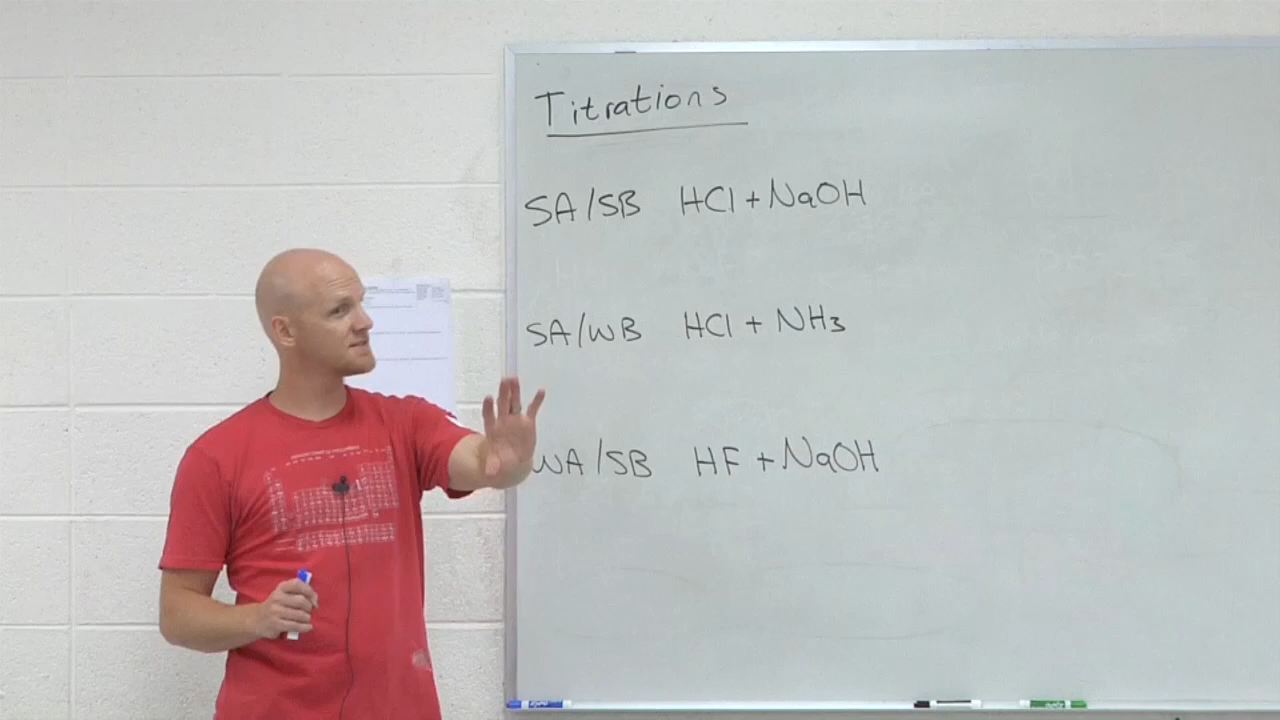 Titrations
SA/SB HCl + NaOH
SA/WB HCl + NH₃
WA/SB HF + NaOH